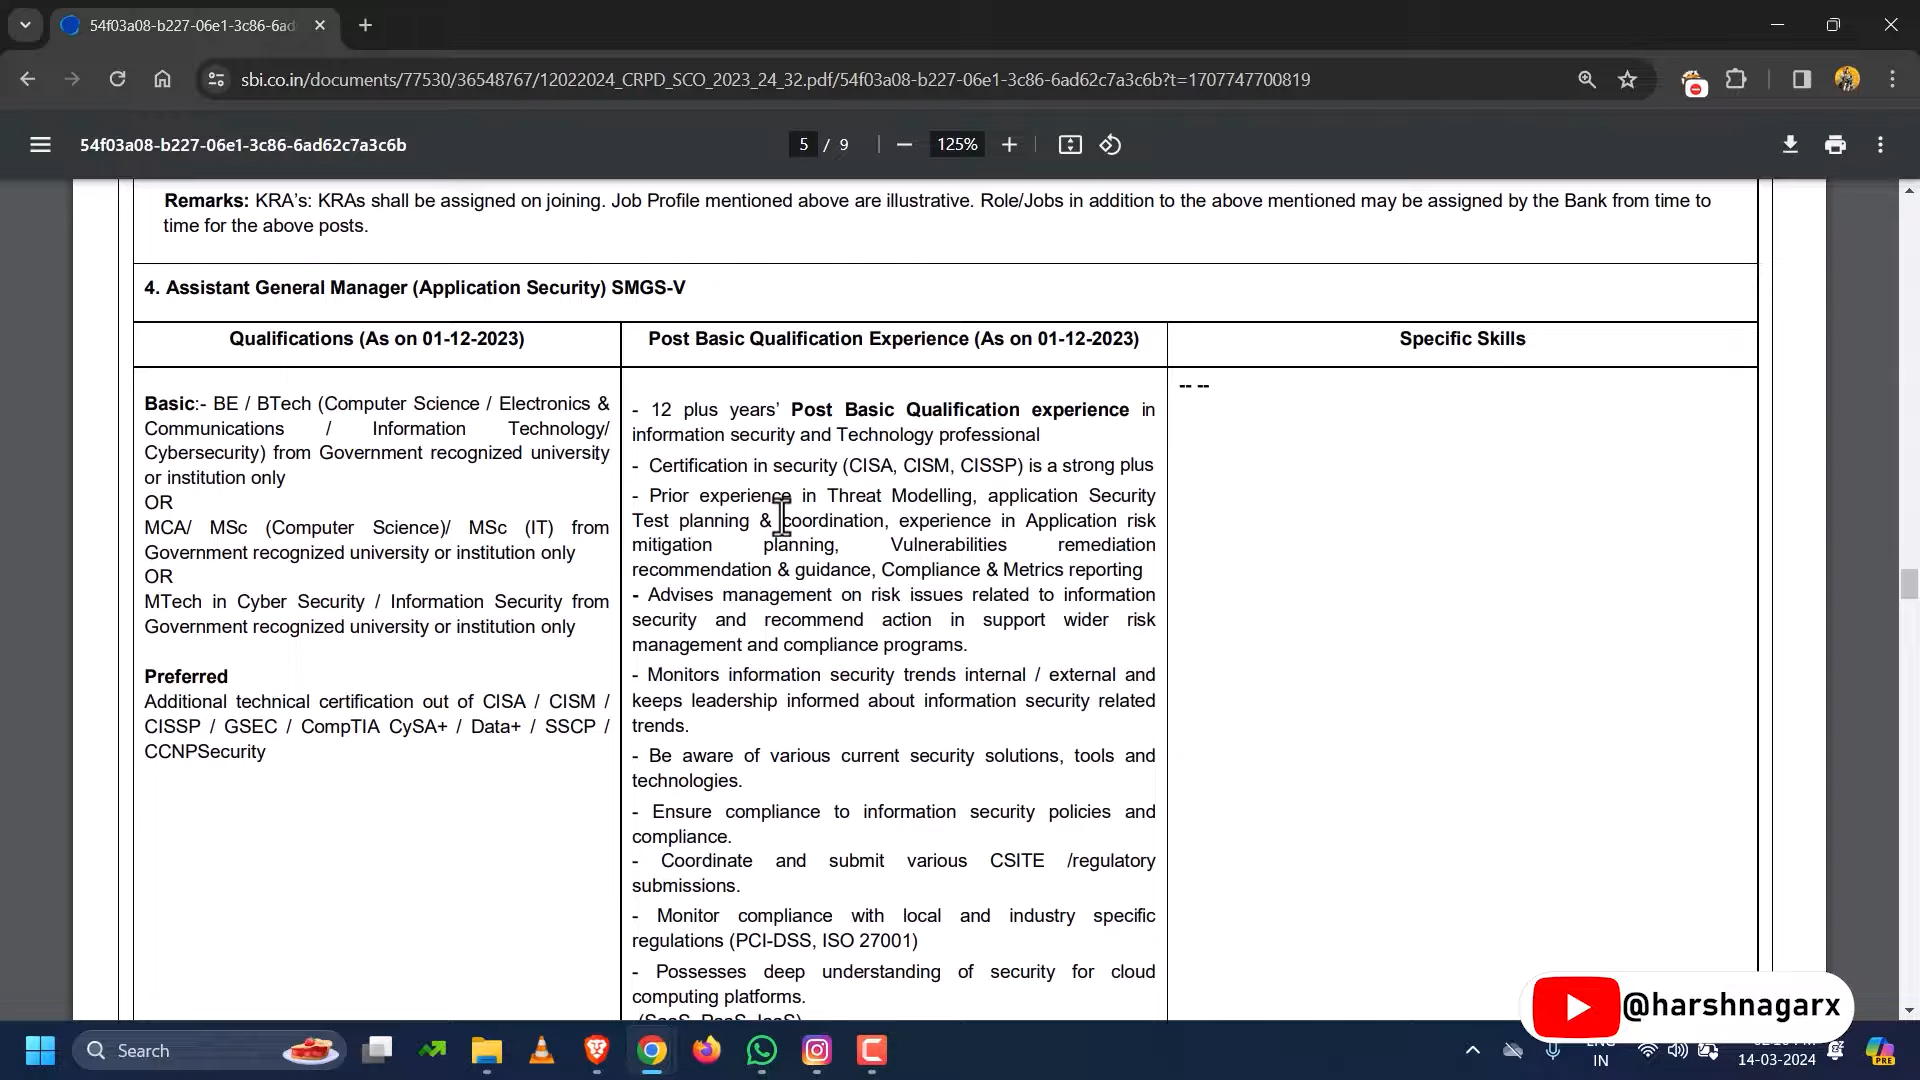 54f03a08-b227-06e1-3c86-6ad
sbi.co.in/documents/77530/36548767/12022024_CRPD_SCO_2023_24_32.pdf/54f03a08-b227-06e1-3c86-6ad62c7a3c6b?t=1707747700819
54f03a08-b227-06e1-3c86-6ad62c7a3c6b
5 / 9
125%
Remarks: KRA's: KRAs shall be assigned on joining. Job Profile mentioned above are illustrative. Role/Jobs in addition to the above mentioned may be assigned by the Bank from time to
time for the above posts.
4. Assistant General Manager (Application Security) SMGS-V
Qualifications (As on 01-12-2023)
Post Basic Qualification Experience (As on 01-12-2023)
Specific Skills
Basic:- BE / BTech (Computer Science / Electronics &
Communications / Information Technology/
Cybersecurity) from Government recognized university
or institution only
OR
MCA/ MSc (Computer Science)/ MSc (IT) from
Government recognized university or institution only
OR
MTech in Cyber Security / Information Security from
Government recognized university or institution only
Preferred
Additional technical certification out of CISA / CISM /
CISSP / GSEC / CompTIA CySA+ / Data+ / SSCP /
CCNPSecurity
- 12 plus years' Post Basic Qualification experience in
information security and Technology professional
- Certification in security (CISA, CISM, CISSP) is a strong plus
- Prior experience in Threat Modelling, application Security
Test planning & coordination, experience in Application risk
mitigation planning, Vulnerabilities remediation
recommendation & guidance, Compliance & Metrics reporting
- Advises management on risk issues related to information
security and recommend action in support wider risk
management and compliance programs.
- Monitors information security trends internal / external and
keeps leadership informed about information security related
trends.
- Be aware of various current security solutions, tools and
technologies.
- Ensure compliance to information security policies and
compliance.
- Coordinate and submit various CSITE /regulatory
submissions.
- Monitor compliance with local and industry specific
regulations (PCI-DSS, ISO 27001)
- Possesses deep understanding of security for cloud
computing platforms.
(SaaS, PaaS, IaaS)
-- --
@harshnagarx
Search
IN
14-03-2024
PRE